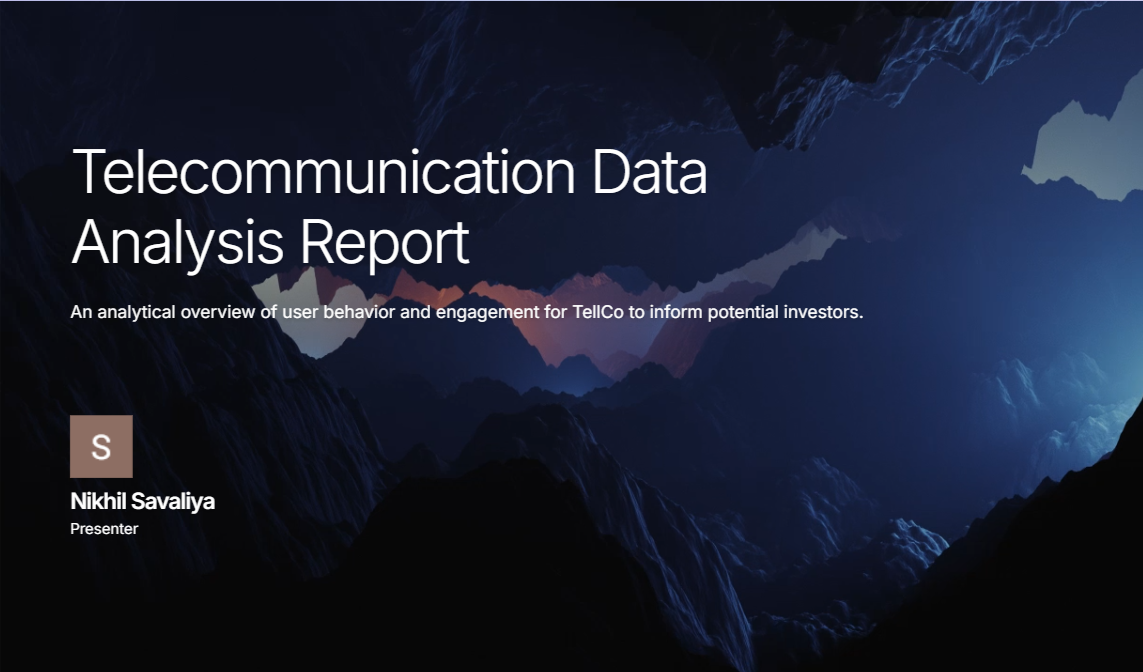 Telecommunication Data
Analysis Report
An analytical overview of user behavior and engagement for TellCo to inform potential investors.
S
Nikhil Savaliya
Presenter